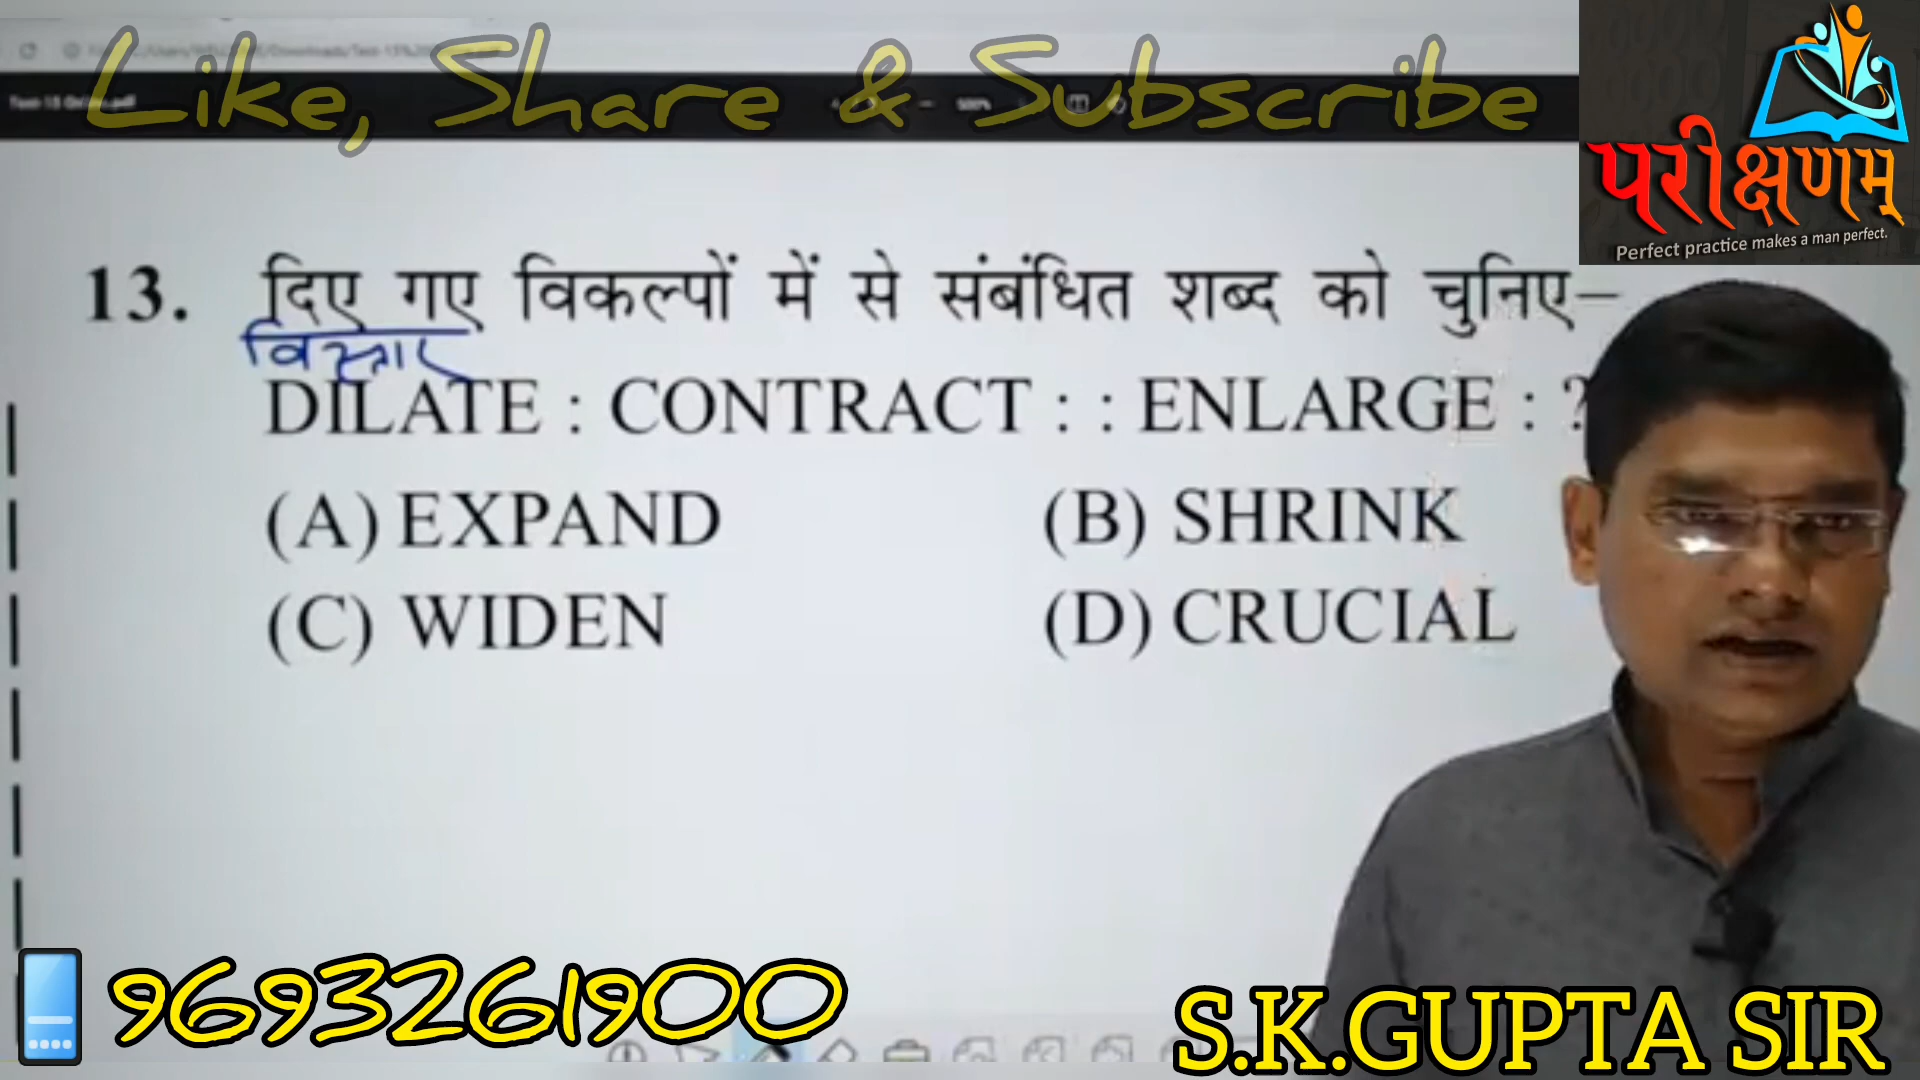 Like, Share & Subscribe
परीक्षणम्
Perfect practice makes a man perfect.
13. दिए गए विकल्पों में से संबंधित शब्द को चुनिए–
विस्तार
DILATE : CONTRACT : : ENLARGE : ?
(A) EXPAND (B) SHRINK
(C) WIDEN (D) CRUCIAL
9693261900
S.K.GUPTA SIR